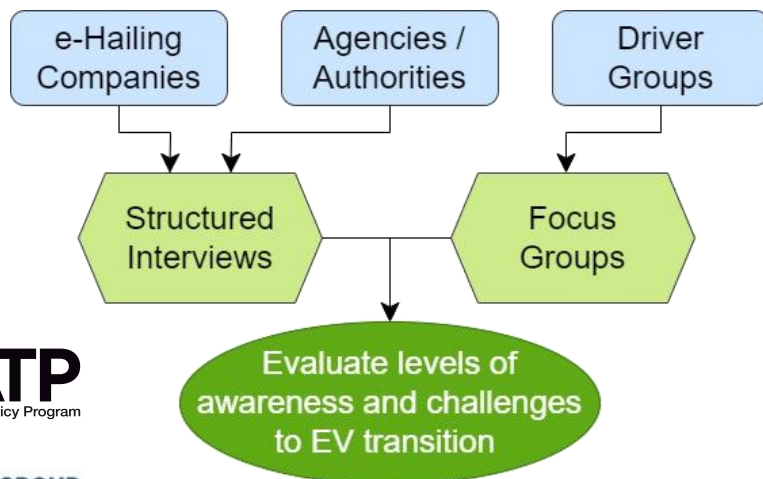 e-Hailing
Companies
Agencies /
Authorities
Driver
Groups
Structured
Interviews
Focus
Groups
ATP
icy Program
Evaluate levels of
awareness and challenges
to EV transition
GROUP